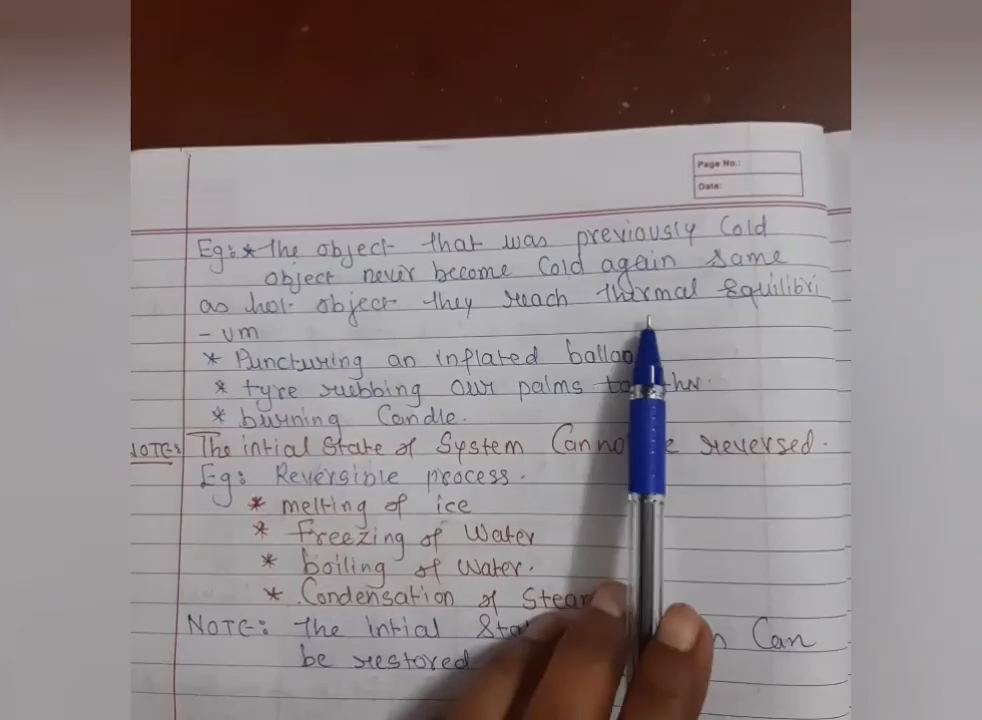 Page No.:
Date:
Eg: * The object that was previously Cold
object never become Cold again same
as hot object they reach thermal Equilibri
- um
* Puncturing an inflated
* tyre rubbing our palms
* burning Candle.
NOTE: The intial State of System reversed.
Eg: Reversible process.
* melting of ice
* Freezing of Water
* boiling of Water.
* Condensation of
NOTE: The intial Can
be restored